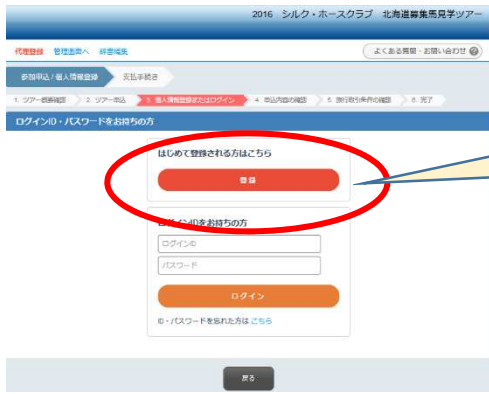 2016 シルク・ホースクラブ 北海道募集馬見学ツアー
代理登録 管理画面へ 辞書編集 よくある質問・お問い合わせ
参加申込/個人情報登録 支払手続き
1. ツアー概要確認 2. ツアー申込 3. 個人情報登録またはログイン 4. 申込内容の確認 5. 旅行取引条件の確認 6. 完了
ログインID・パスワードをお持ちの方
はじめて登録される方はこちら
登録
ログインIDをお持ちの方
ログインID
パスワード
ログイン
ID・パスワードを忘れた方は こちら
戻る